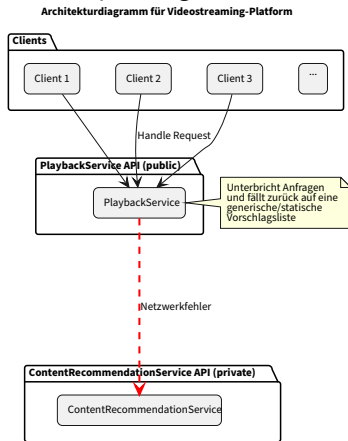 Architekturdiagramm für Videostreaming-Platform
Clients
Client 1
Client 2
Client 3
...
Handle Request
PlaybackService API (public)
PlaybackService
Unterbricht Anfragen
und fällt zurück auf eine
generische/statische
Vorschlagsliste
Netzwerkfehler
ContentRecommendationService API (private)
ContentRecommendationService